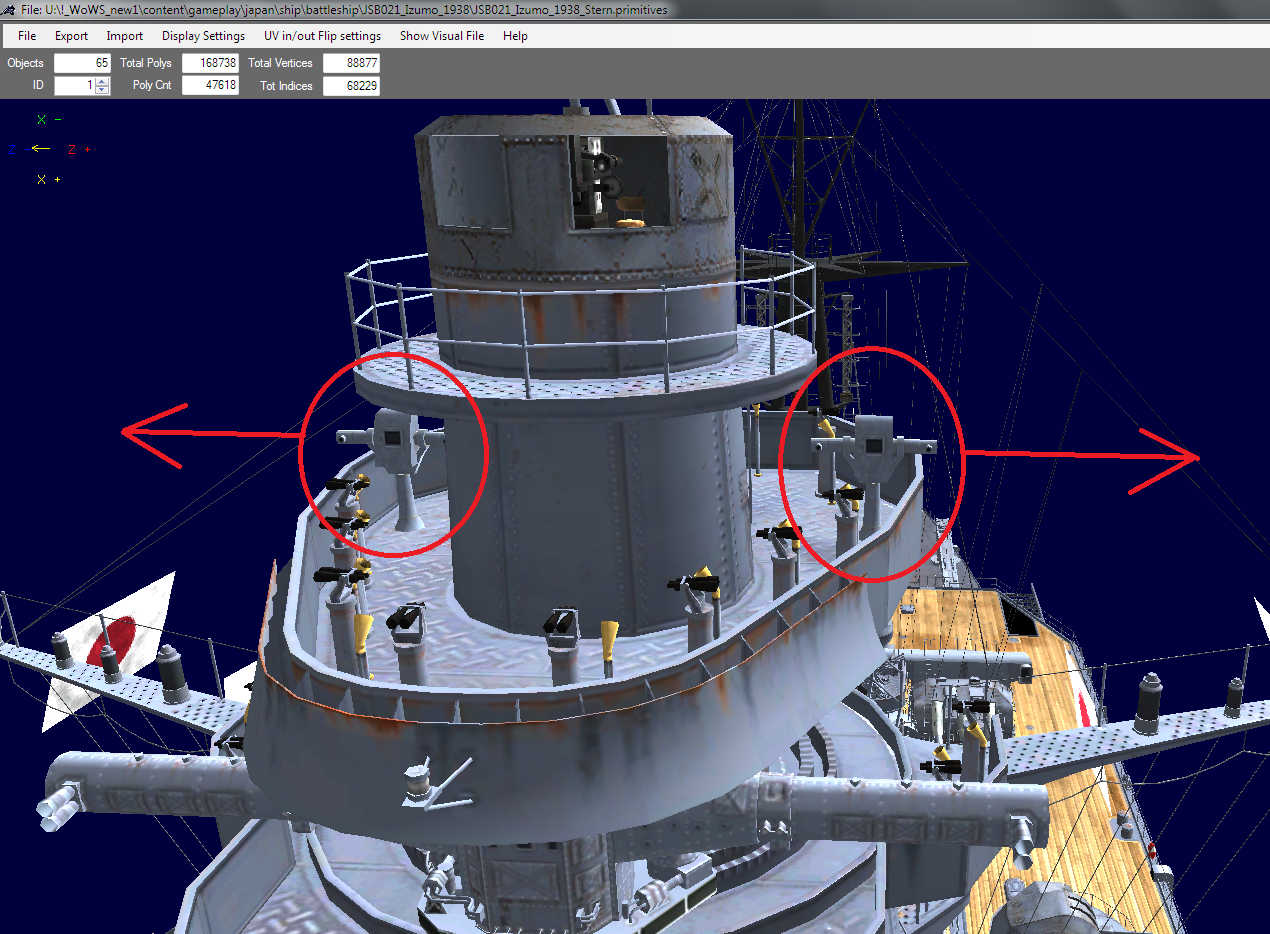 File: U:\!_WoWS_new1\content\gameplay\japan\ship\battleship\JSB021_Izumo_1938\JSB021_Izumo_1938_Stern.primitives
File Export Import Display Settings UV in/out Flip settings Show Visual File Help
Objects 65 Total Polys 168738 Total Vertices 88877
ID 1 Poly Cnt 47618 Tot Indices 68229
X -
Z Z +
X +